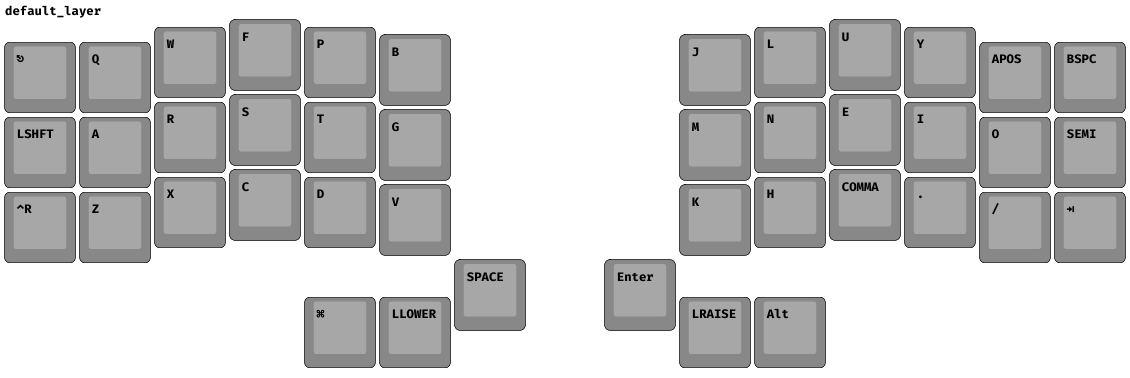 default_layer
⎋ Q W F P B J L U Y APOS BSPC
LSHFT A R S T G M N E I O SEMI
^R Z X C D V K H COMMA . / ⇥
⌘ LLOWER SPACE Enter LRAISE Alt